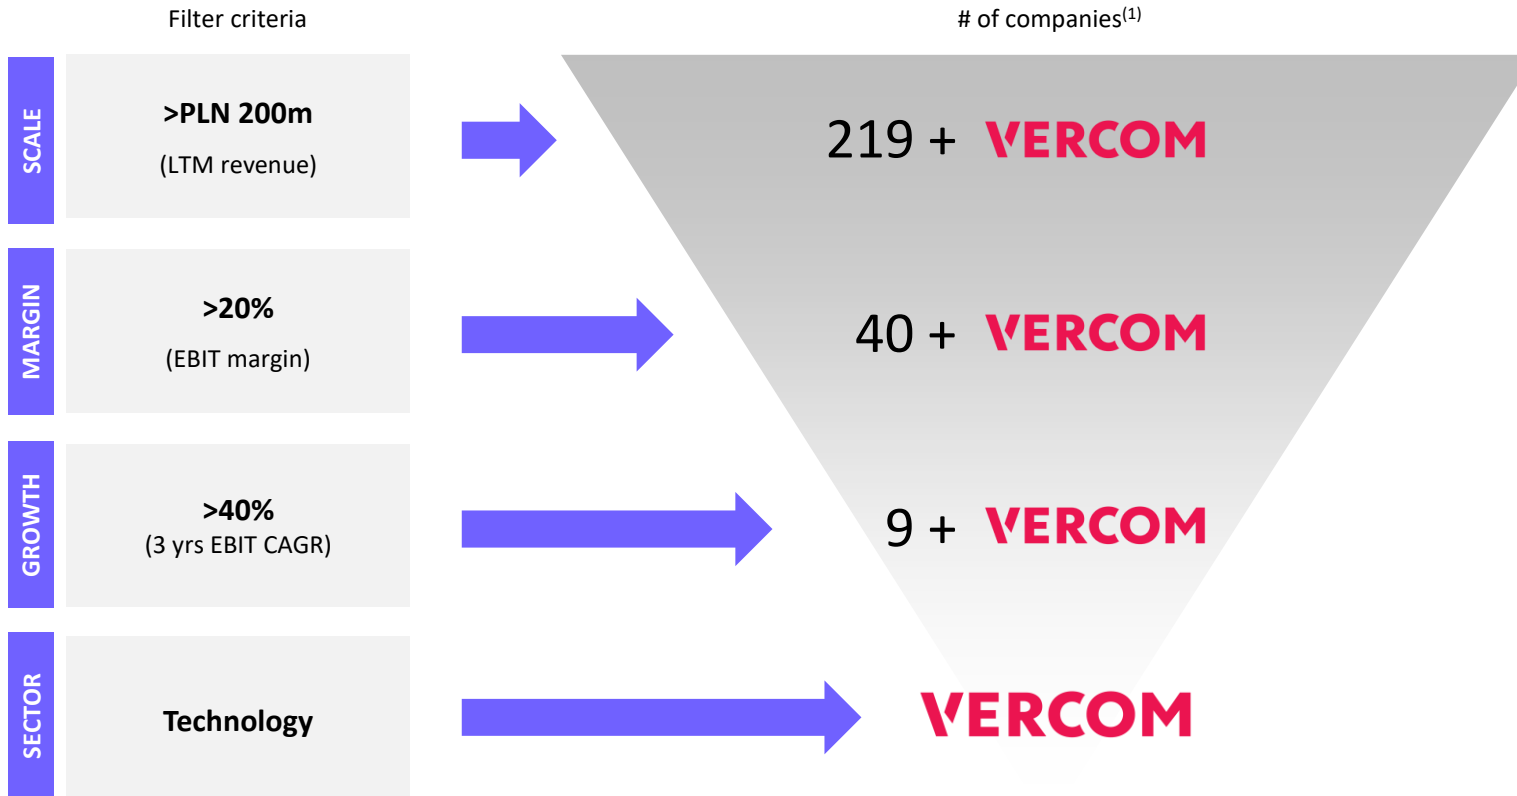 Filter criteria
# of companies(1)
SCALE
>PLN 200m
(LTM revenue)
219 + VERCOM
MARGIN
>20%
(EBIT margin)
40 + VERCOM
GROWTH
>40%
(3 yrs EBIT CAGR)
9 + VERCOM
SECTOR
Technology
VERCOM